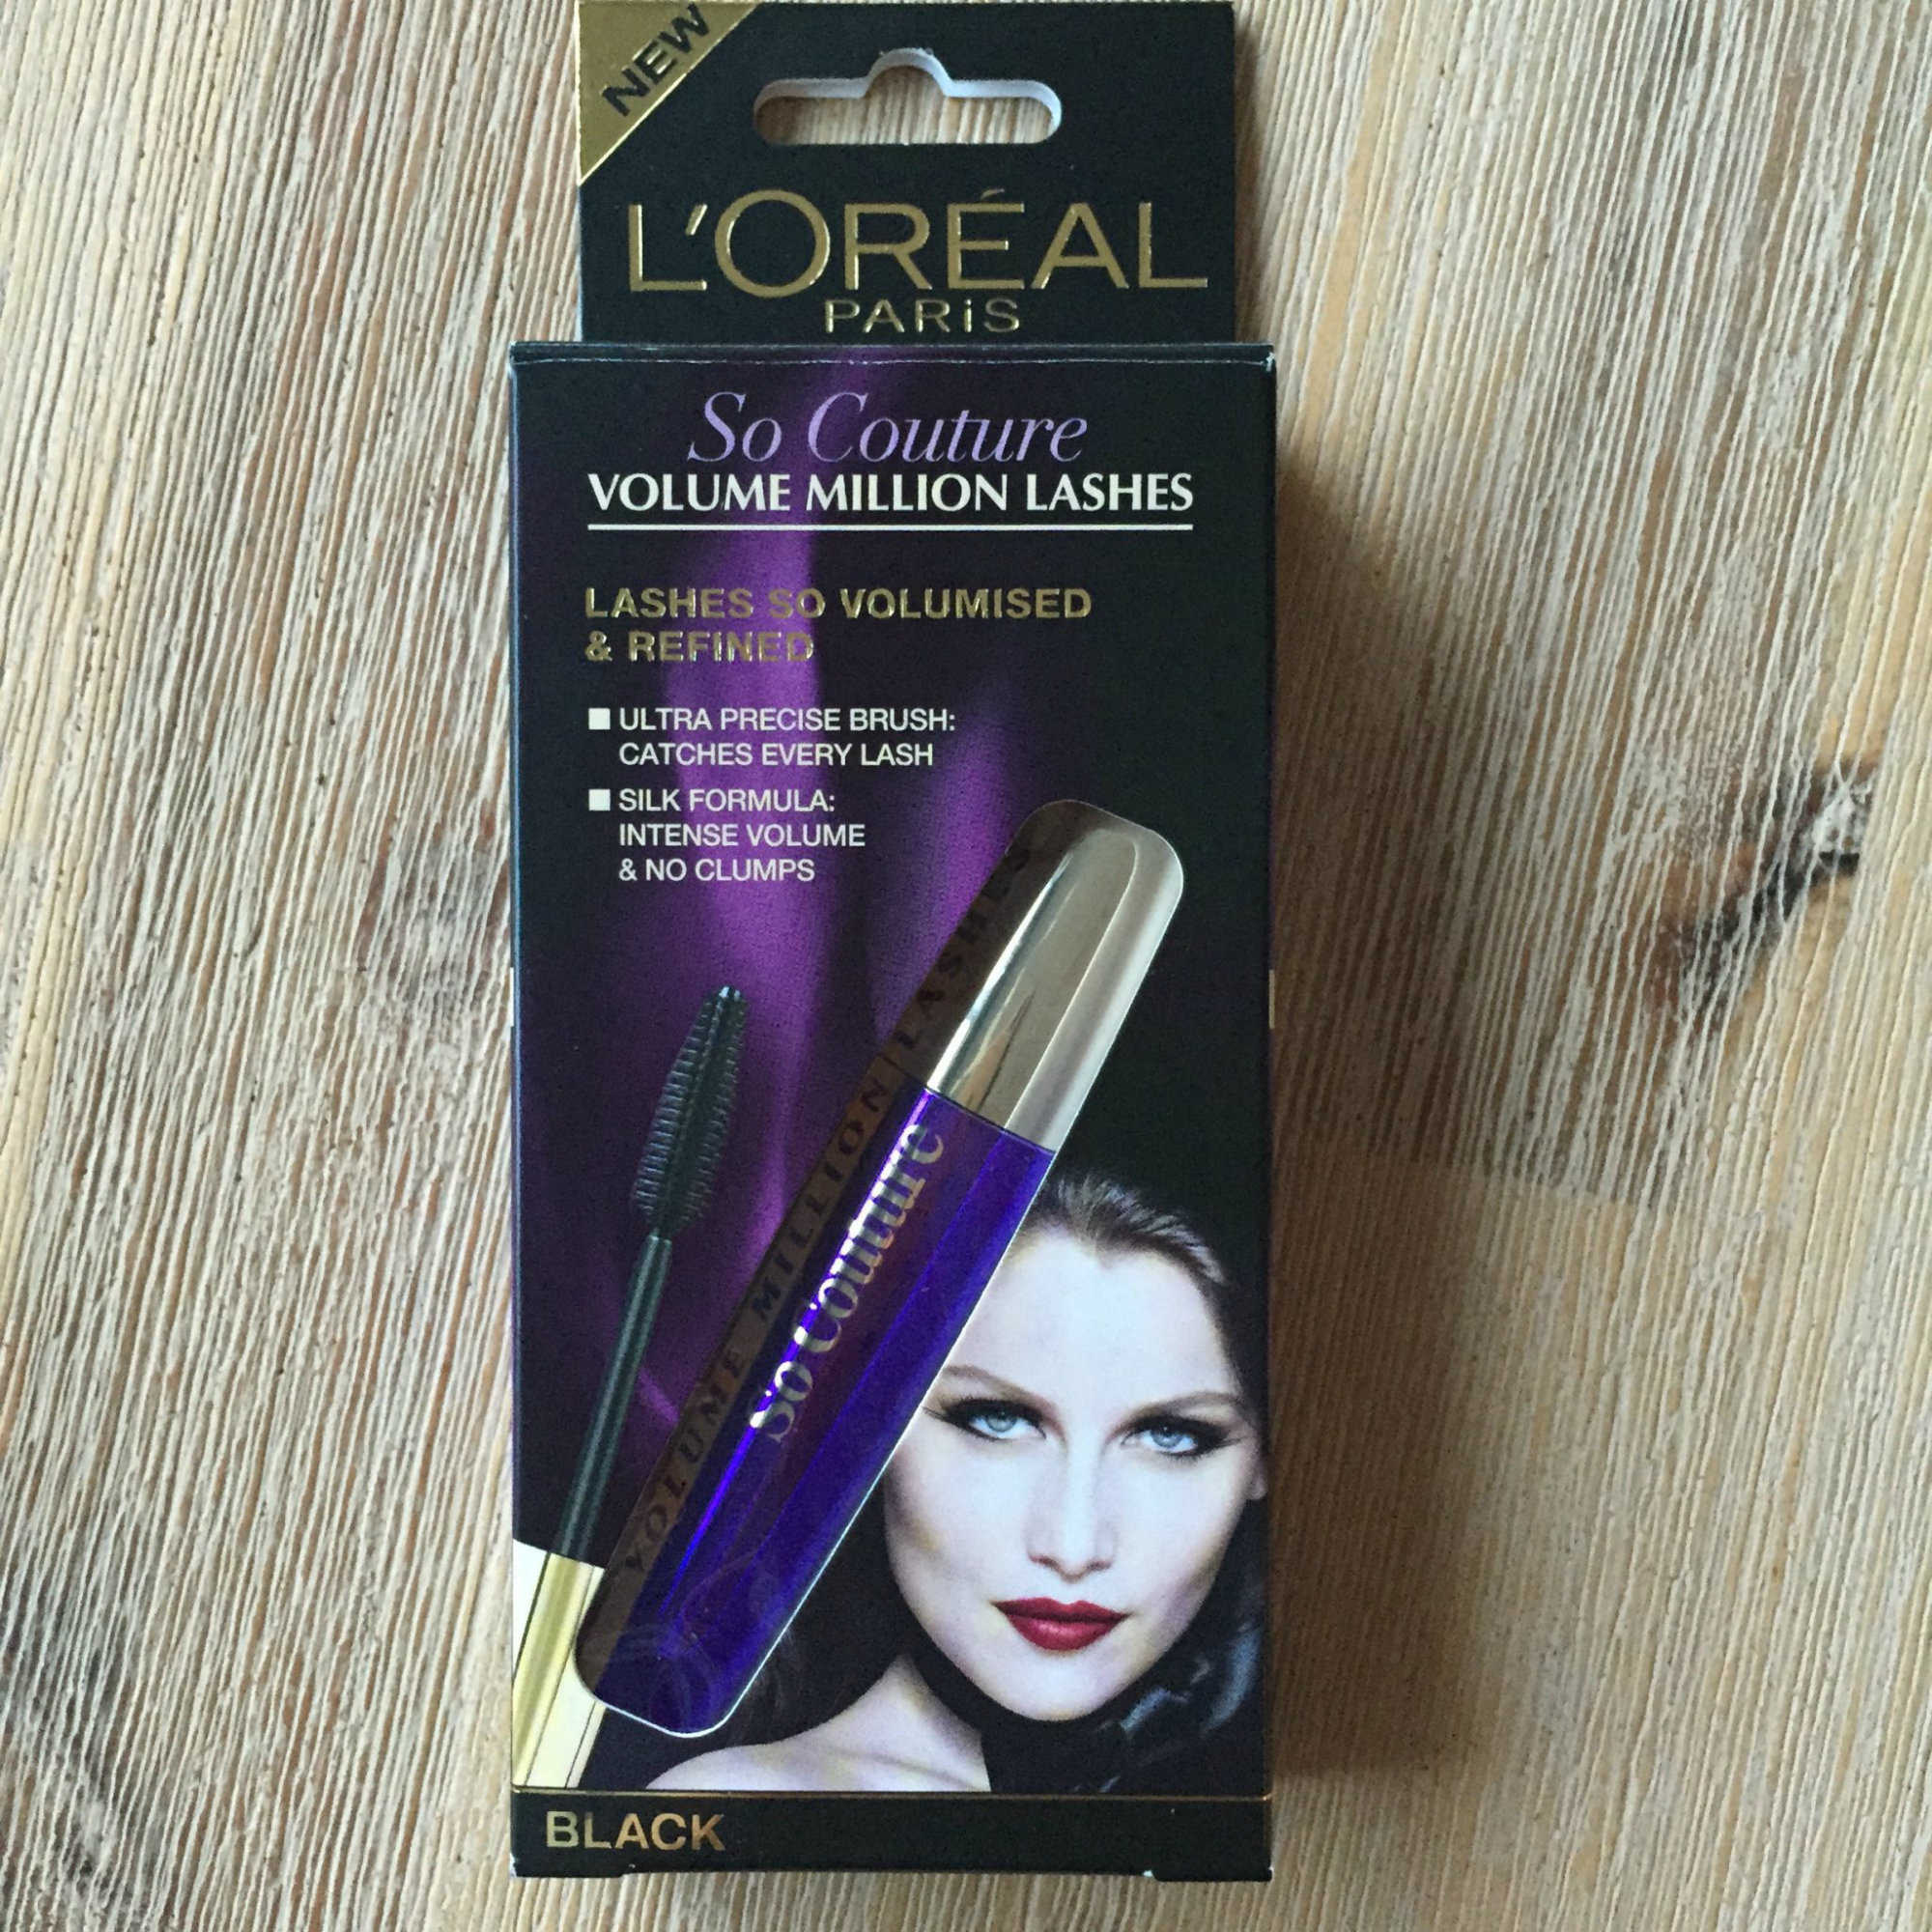 NEW
L'ORÉAL
PARiS
So Couture
VOLUME MILLION LASHES
LASHES SO VOLUMISED
& REFINED
■ ULTRA PRECISE BRUSH:
CATCHES EVERY LASH
■ SILK FORMULA:
INTENSE VOLUME
& NO CLUMPS
VOLUME MILLION LASHES
So Couture
BLACK